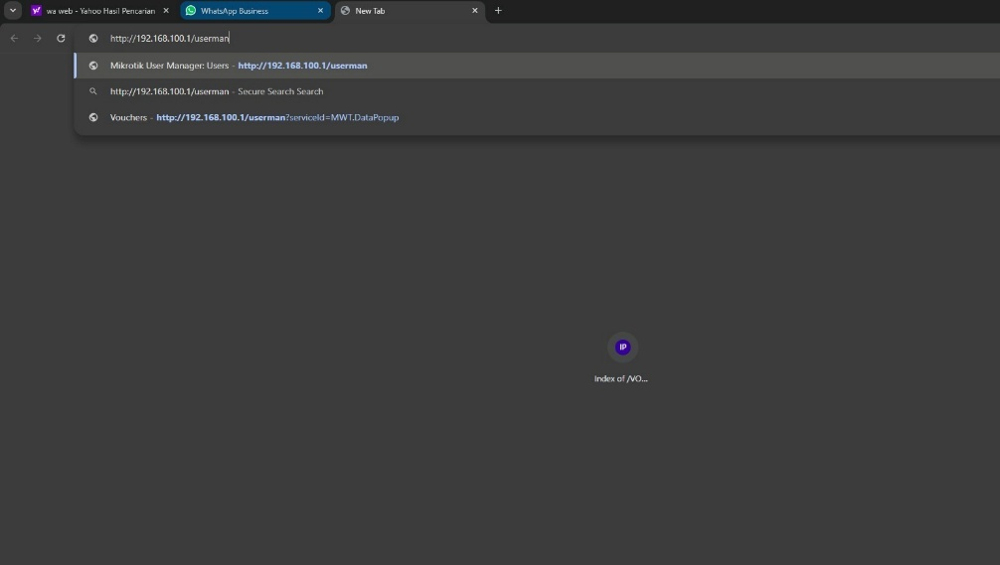 wa web - Yahoo Hasil Pencarian
WhatsApp Business
New Tab
http://192.168.100.1/userman
Mikrotik User Manager: Users - http://192.168.100.1/userman
http://192.168.100.1/userman - Secure Search Search
Vouchers - http://192.168.100.1/userman?serviceId=MWT.DataPopup
IP
Index of /VO...